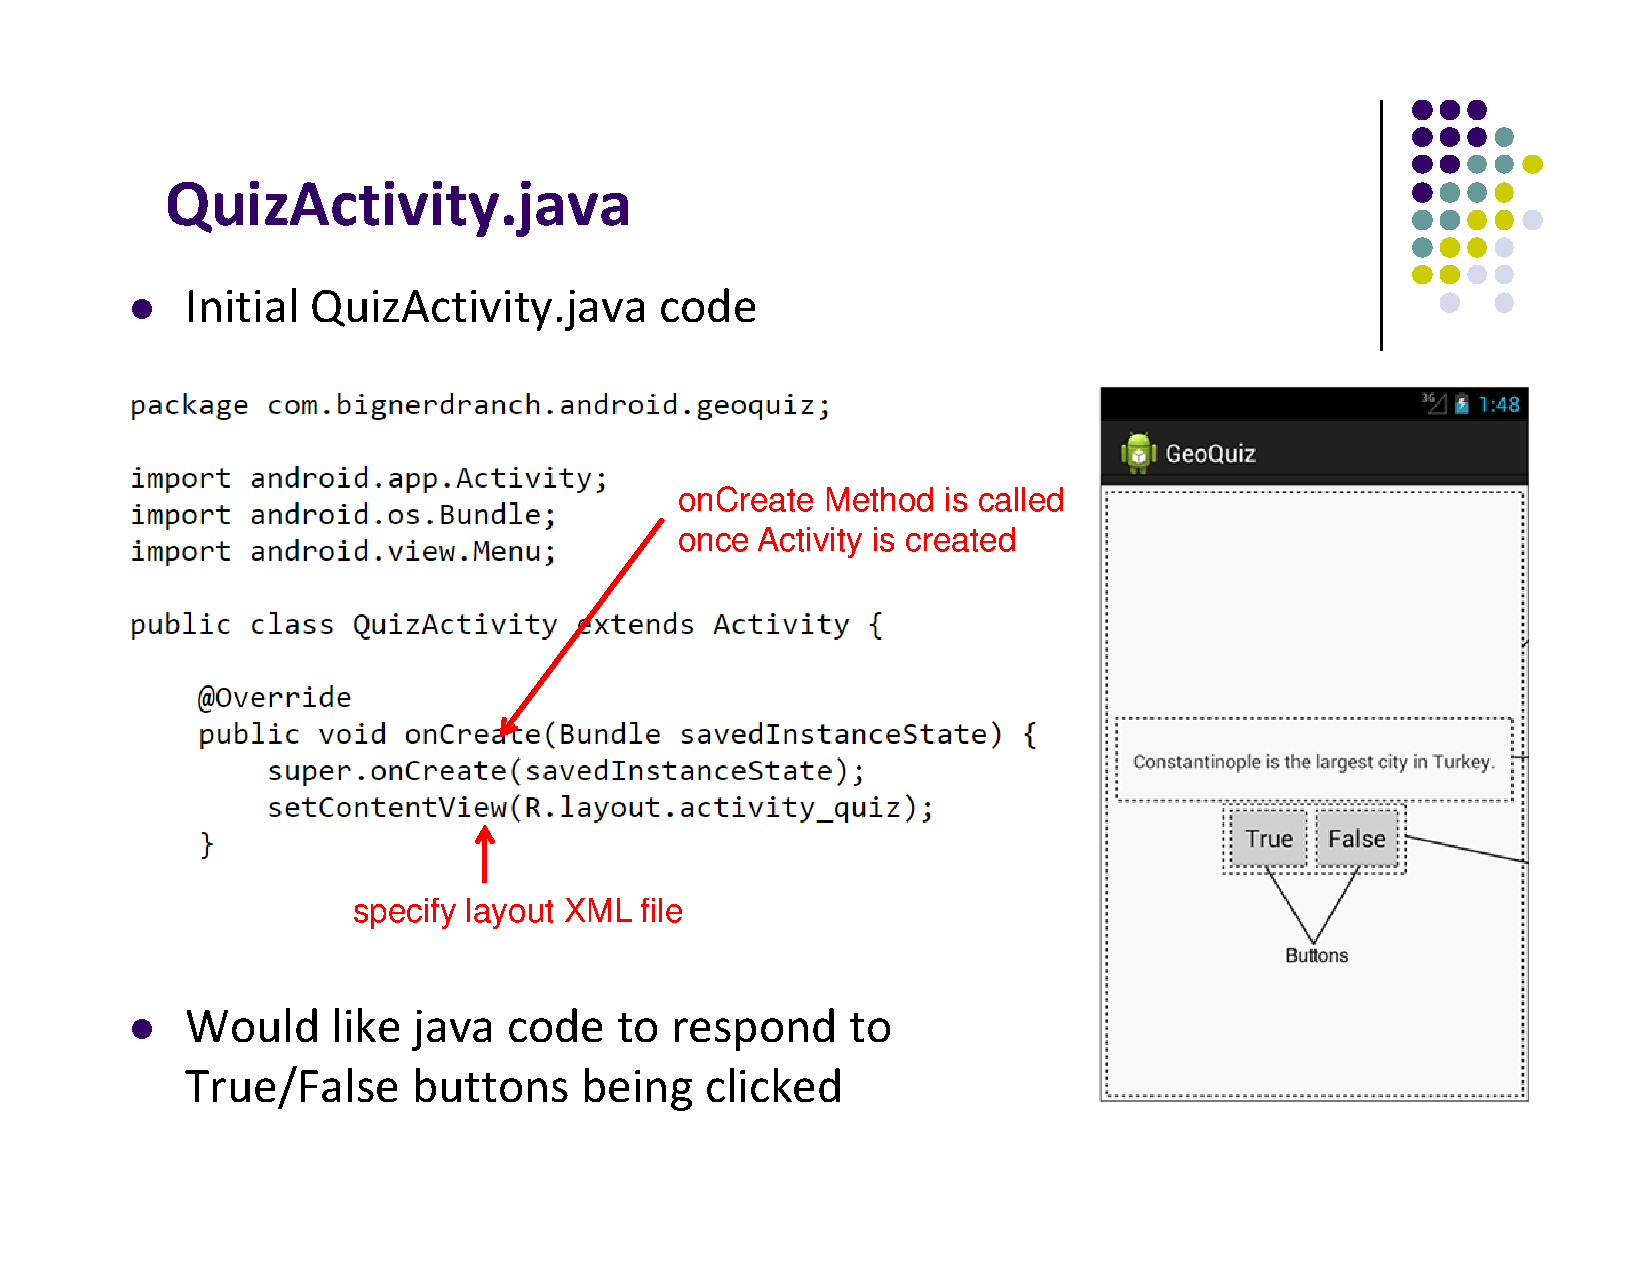 QuizActivity.java
Initial QuizActivity.java code
package com.bignerdranch.android.geoquiz;
import android.app.Activity;
import android.os.Bundle;
import android.view.Menu;
public class QuizActivity extends Activity {
@Override
public void onCreate(Bundle savedInstanceState) {
super.onCreate(savedInstanceState);
setContentView(R.layout.activity_quiz);
}
onCreate Method is called
once Activity is created
specify layout XML file
Would like java code to respond to
True/False buttons being clicked
3G 1:48
GeoQuiz
Constantinople is the largest city in Turkey.
True False
Buttons